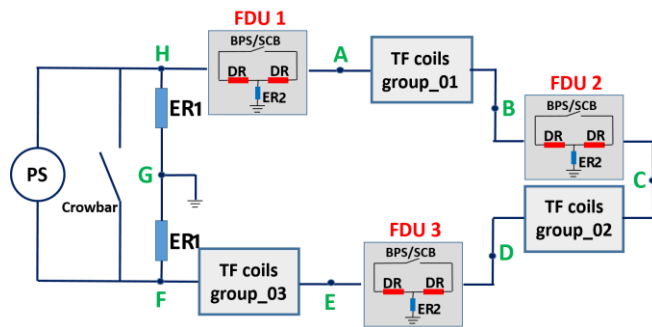 FDU 1
BPS/SCB
DR
DR
ER2
H
A
TF coils
group_01
B
FDU 2
BPS/SCB
DR
DR
ER2
ER1
PS
Crowbar
G
C
TF coils
group_02
FDU 3
BPS/SCB
DR
DR
ER2
D
ER1
F
TF coils
group_03
E